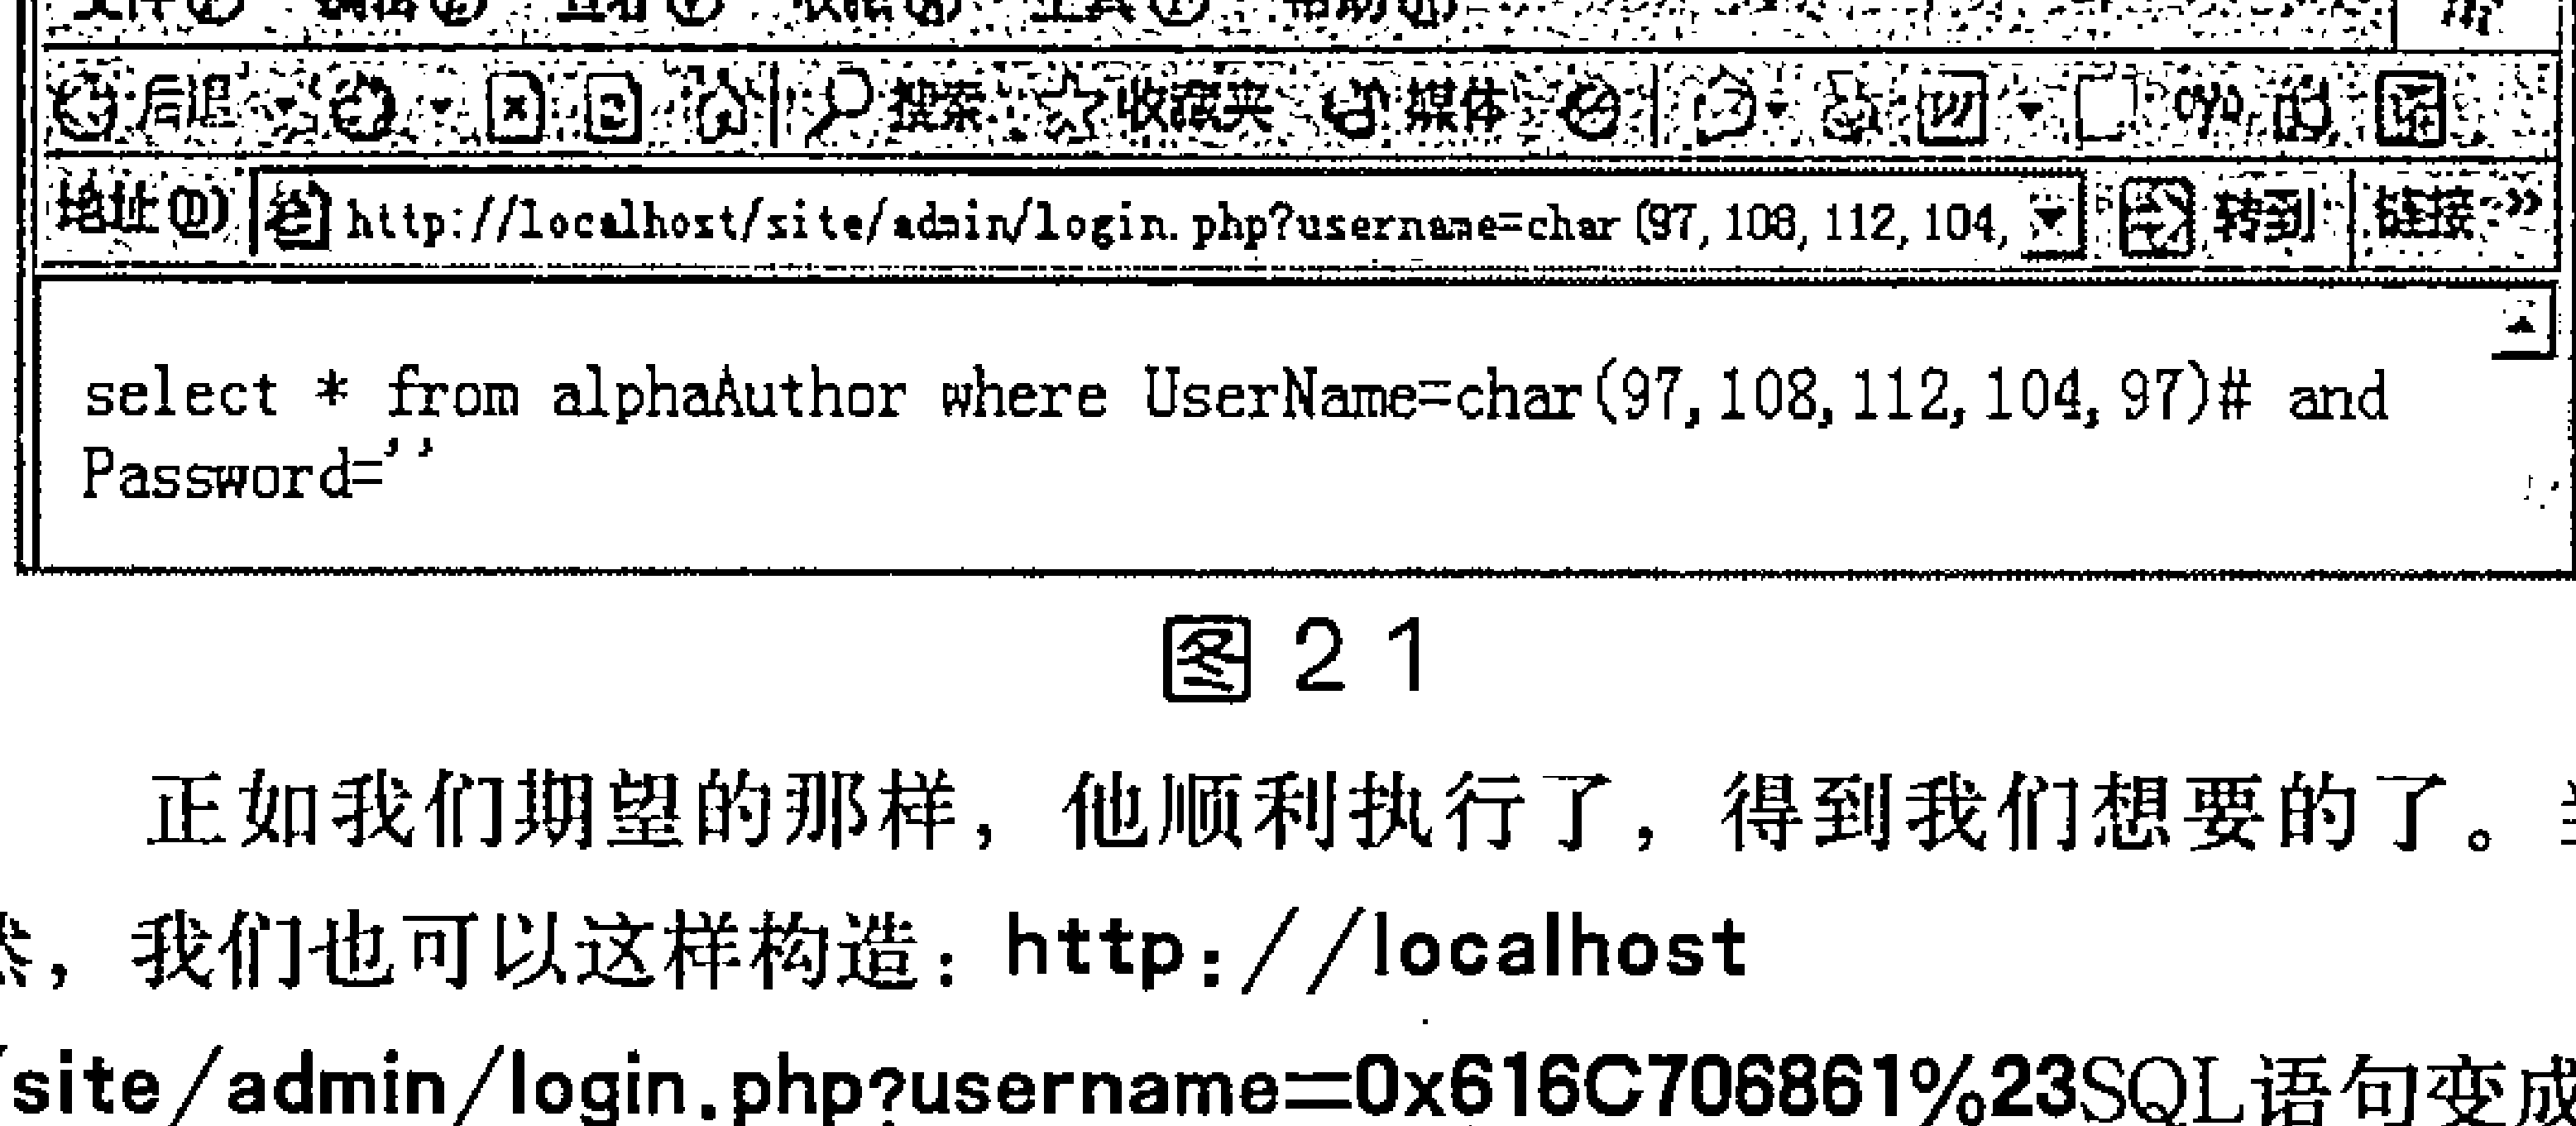 后退 搜索 收藏夹 媒体
地址(D) http://localhost/site/admin/login.php?username=char(97,108,112,104, 转到 链接 »
select * from alphaAuthor where UserName=char(97,108,112,104,97)# and
Password=''
图 21
正如我们期望的那样，他顺利执行了，得到我们想要的了。
然，我们也可以这样构造：http://localhost
/site/admin/login.php?username=0x616C706861%23SQL语句变成